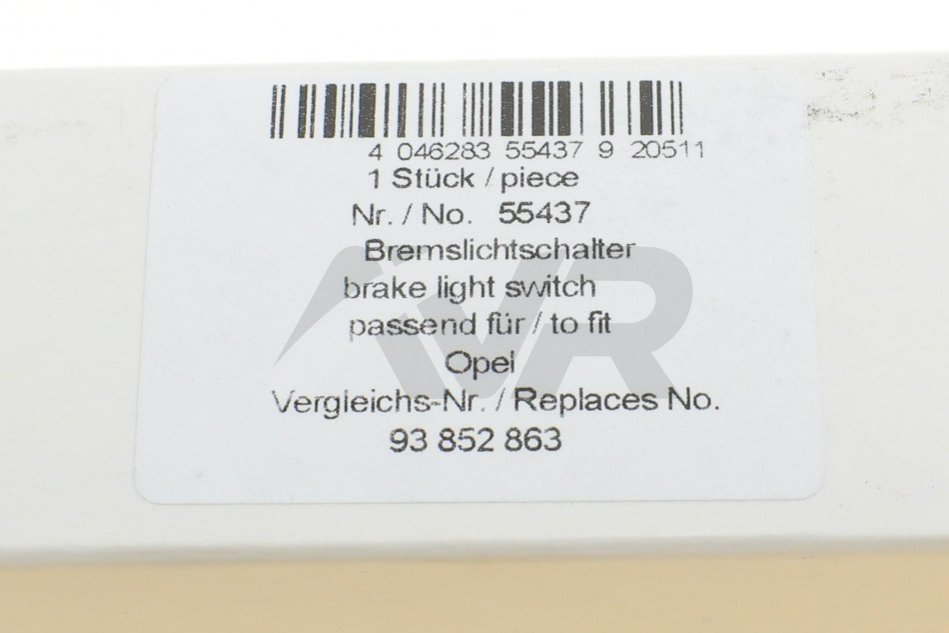 4 046283 55437 9 20511
1 Stück / piece
Nr. / No. 55437
Bremslichtschalter
brake light switch
passend für / to fit
Opel
Vergleichs-Nr. / Replaces No.
93 852 863